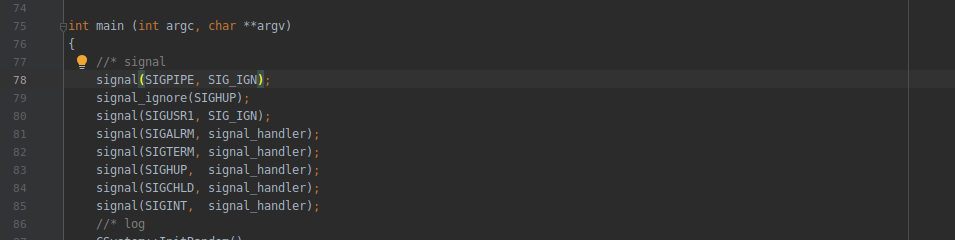 74
75 int main (int argc, char **argv)
76 {
77 //* signal
78 signal(SIGPIPE, SIG_IGN);
79 signal_ignore(SIGHUP);
80 signal(SIGUSR1, SIG_IGN);
81 signal(SIGALRM, signal_handler);
82 signal(SIGTERM, signal_handler);
83 signal(SIGHUP,  signal_handler);
84 signal(SIGCHLD, signal_handler);
85 signal(SIGINT,  signal_handler);
86 //* log